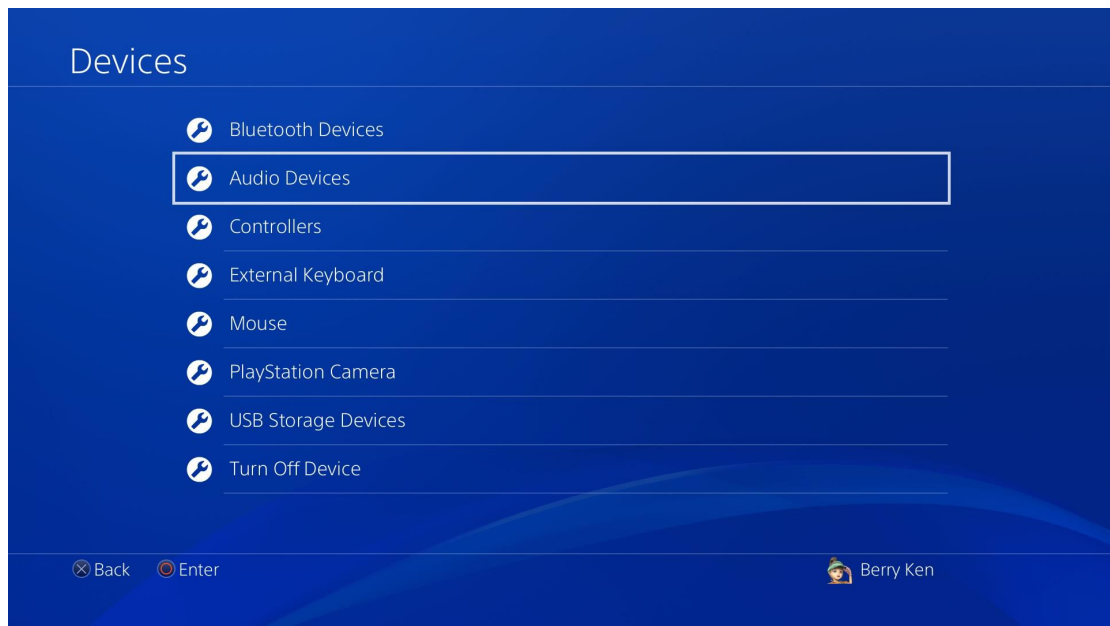 Devices
Bluetooth Devices
Audio Devices
Controllers
External Keyboard
Mouse
PlayStation Camera
USB Storage Devices
Turn Off Device
Back Enter Berry Ken